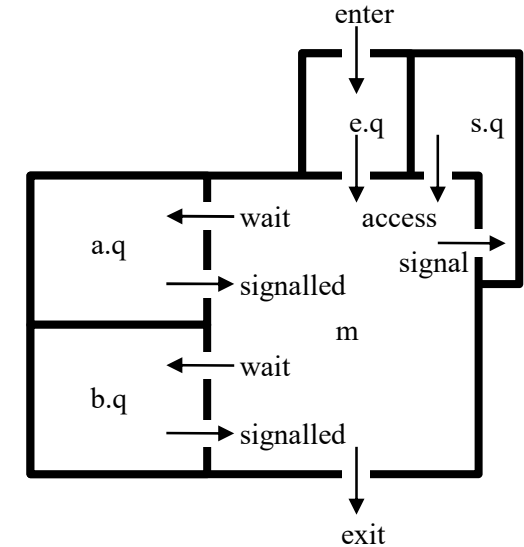 enter
e.q
s.q
wait
access
a.q
signal
signalled
m
wait
b.q
signalled
exit